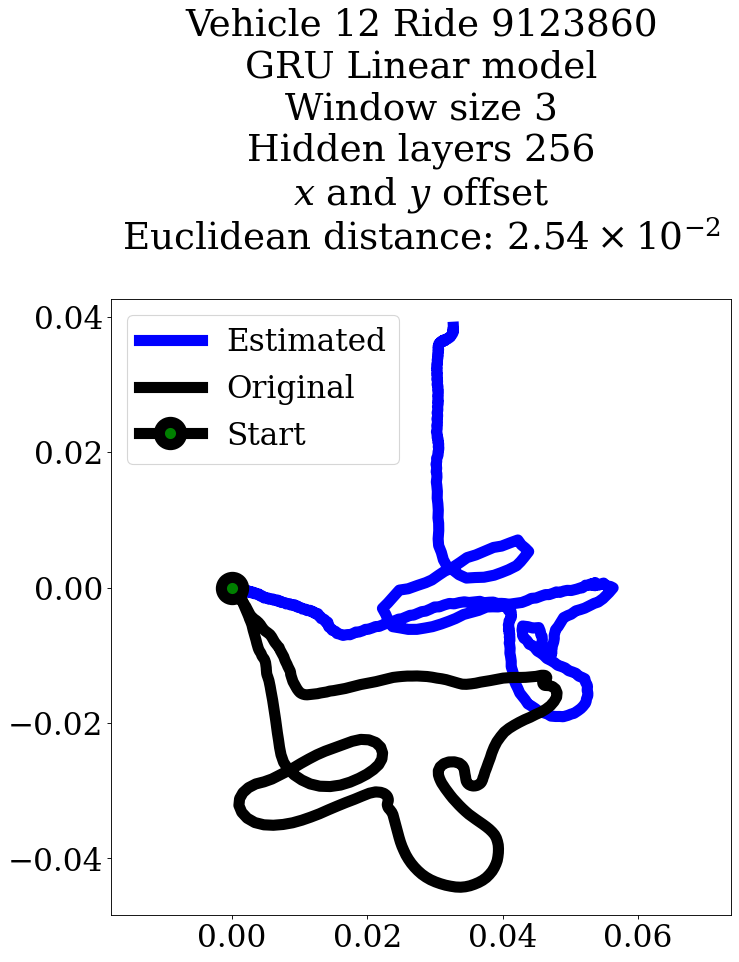 Vehicle 12 Ride 9123860
GRU Linear model
Window size 3
Hidden layers 256
x and y offset
Euclidean distance: 2.54 × 10⁻²
Estimated
Original
Start
0.04
0.02
0.00
−0.02
−0.04
0.00 0.02 0.04 0.06